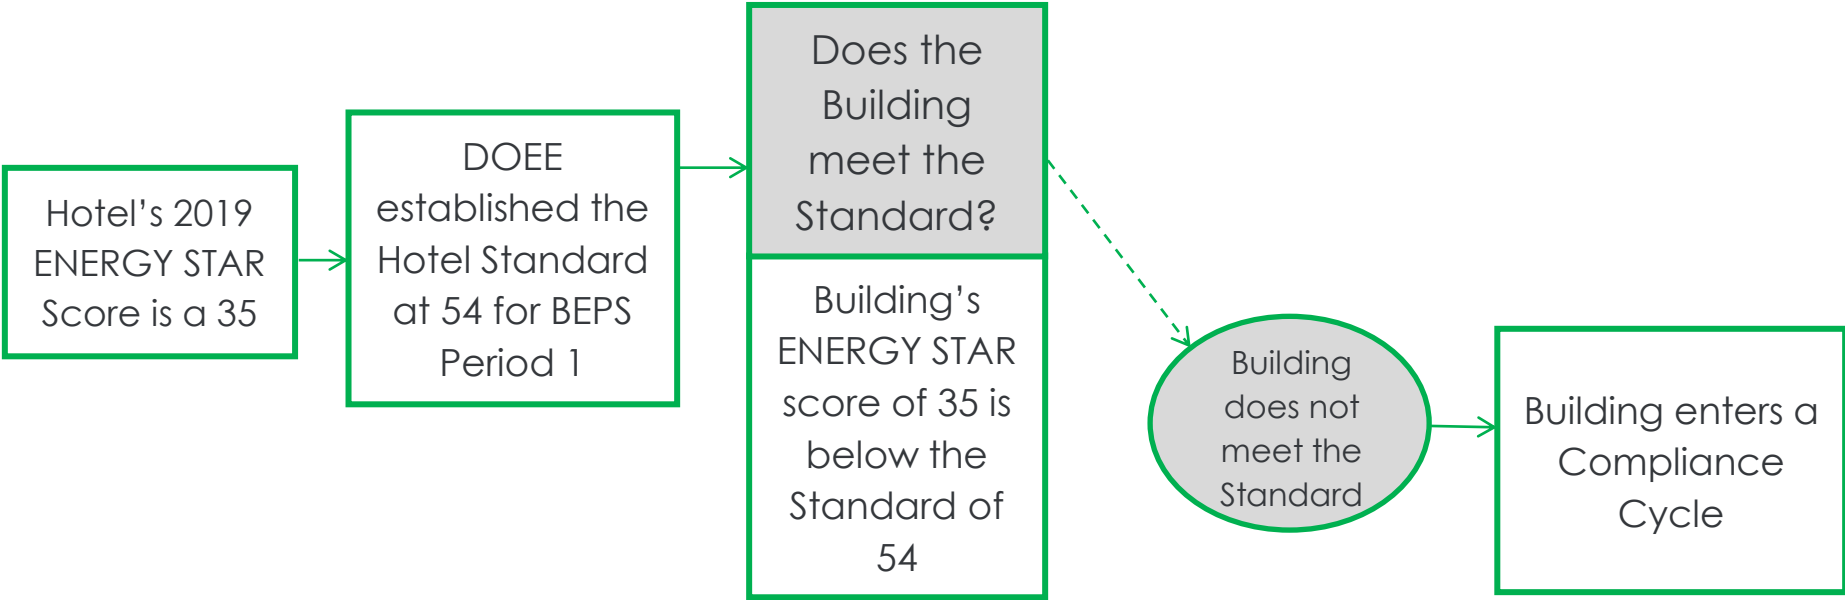 Hotel’s 2019
ENERGY STAR
Score is a 35
DOEE
established the
Hotel Standard
at 54 for BEPS
Period 1
Does the
Building
meet the
Standard?
Building’s
ENERGY STAR
score of 35 is
below the
Standard of
54
Building
does not
meet the
Standard
Building enters a
Compliance
Cycle